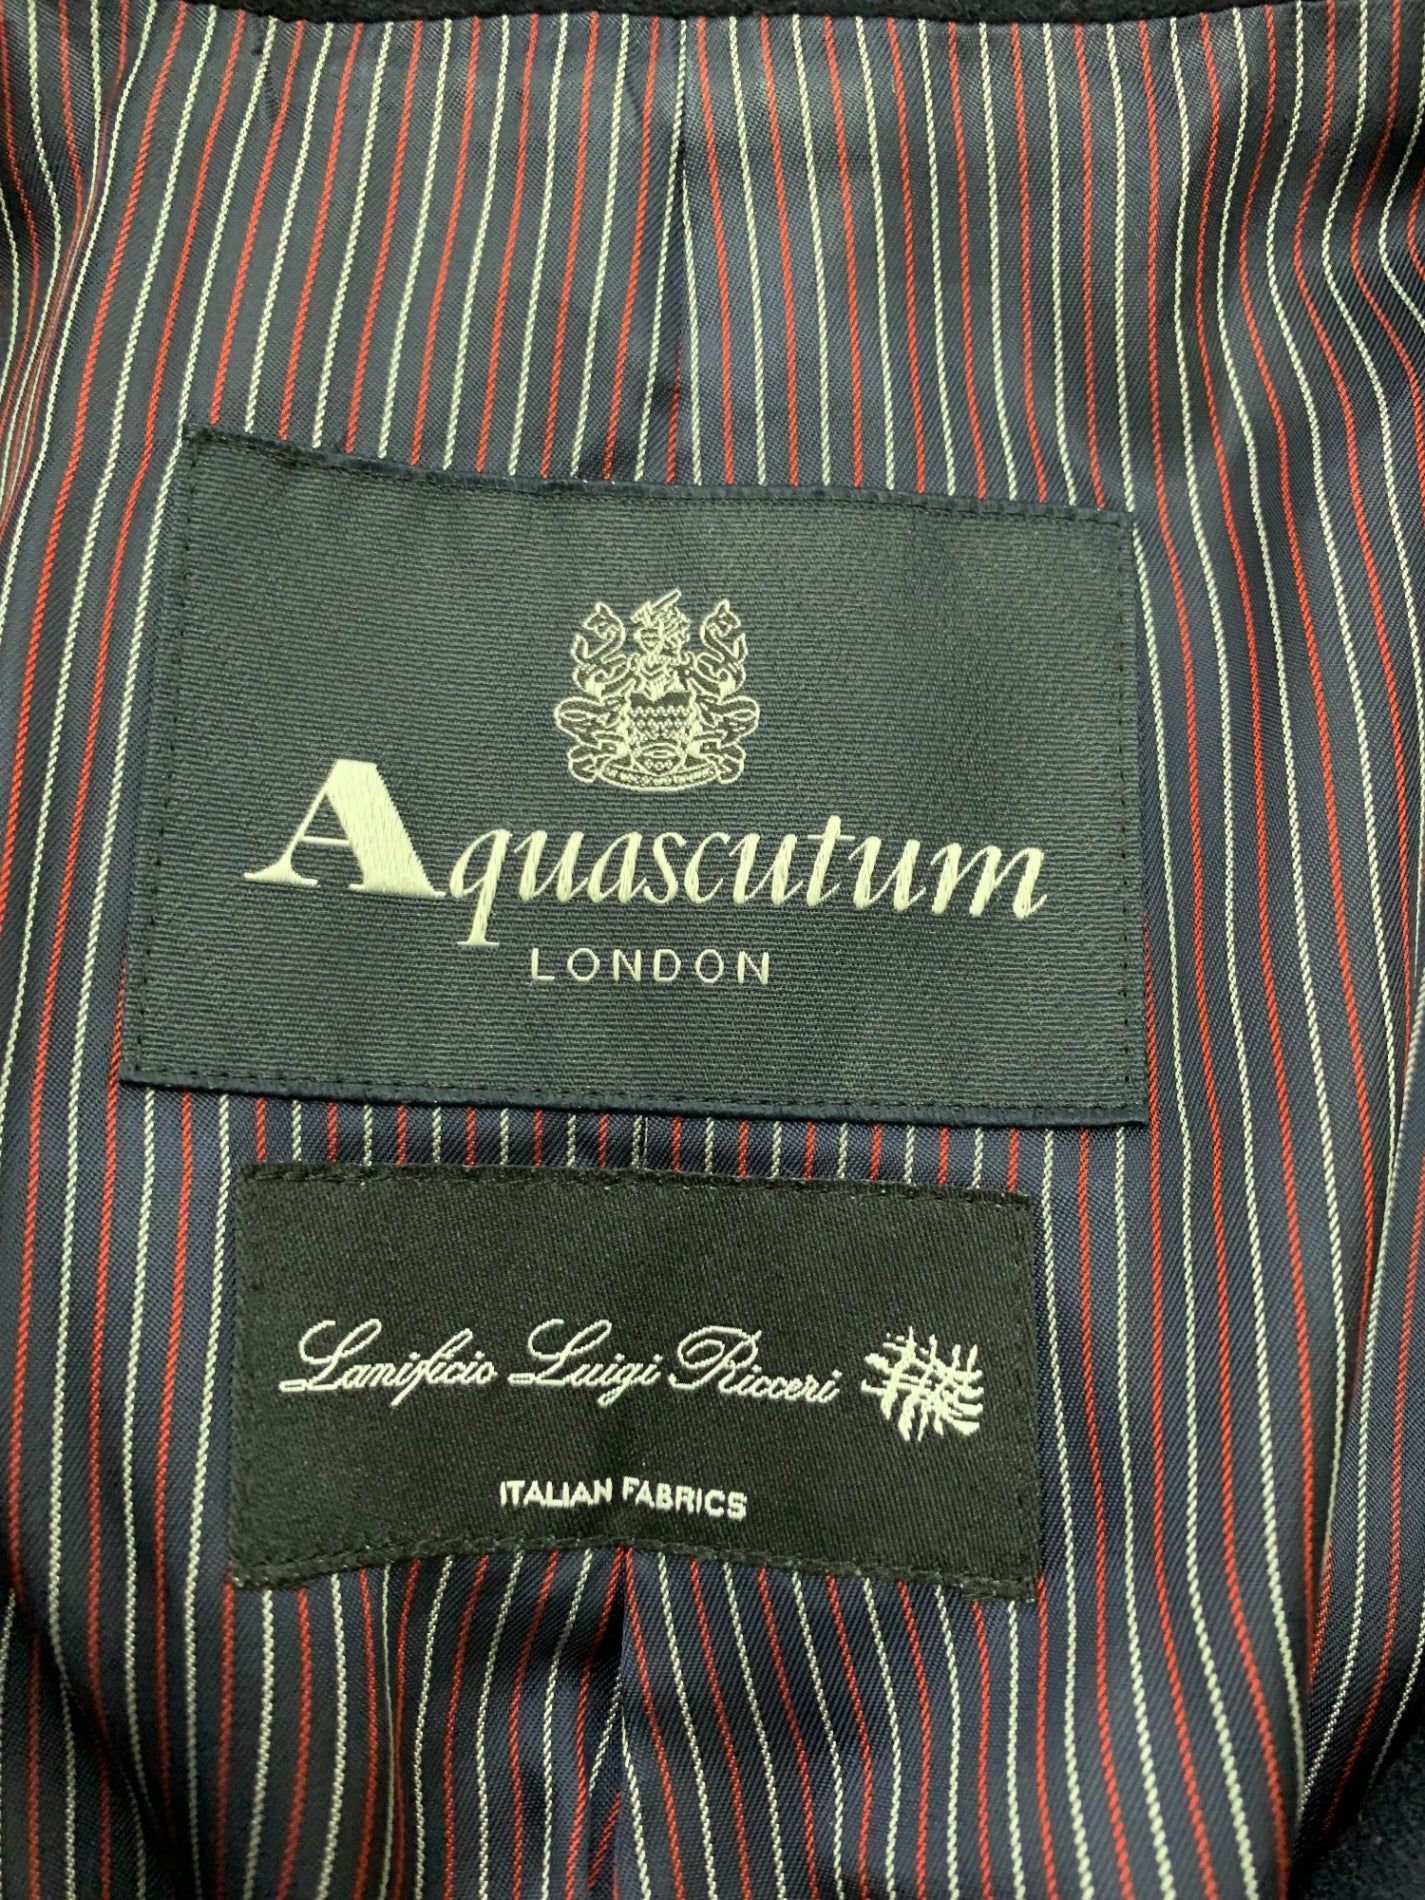 Aquascutum
LONDON
Lanificio Luigi Ricceri
ITALIAN FABRICS